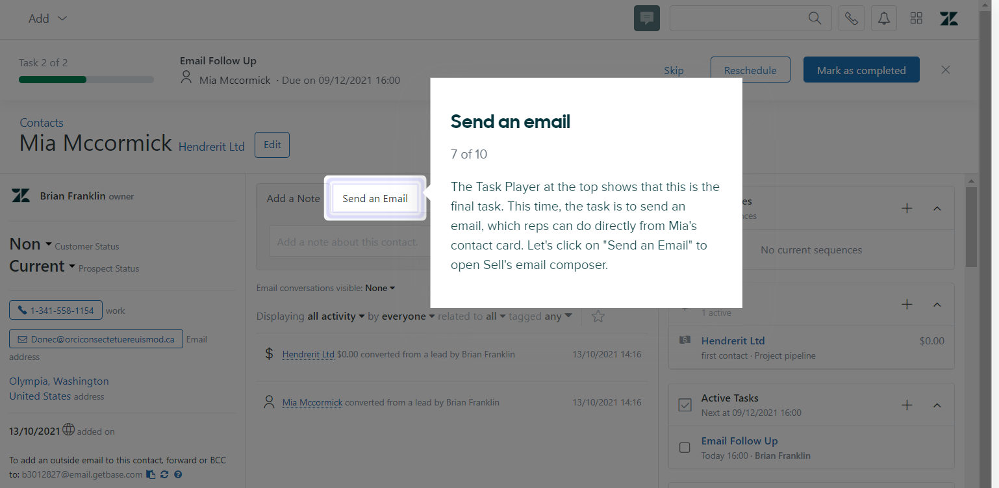 Add
Task 2 of 2
Email Follow Up
Mia Mccormick · Due on 09/12/2021 16:00
Skip
Reschedule
Mark as completed
Contacts
Mia Mccormick Hendrerit Ltd
Edit
Brian Franklin owner
Non Customer Status
Current Prospect Status
1-341-558-1154 work
Donec@orciconsectetuereuismod.ca Email
address
Olympia, Washington
United States address
13/10/2021 added on
To add an outside email to this contact, forward or BCC
to: b3012827@email.getbase.com
Add a Note
Send an Email
Add a note about this contact.
Email conversations visible: None
Displaying all activity by everyone related to all tagged any
Hendrerit Ltd $0.00 converted from a lead by Brian Franklin 13/10/2021 14:16
Mia Mccormick converted from a lead by Brian Franklin 13/10/2021 14:16
Send an email
7 of 10
The Task Player at the top shows that this is the
final task. This time, the task is to send an
email, which reps can do directly from Mia's
contact card. Let's click on "Send an Email" to
open Sell's email composer.
No current sequences
1 active
Hendrerit Ltd $0.00
first contact · Project pipeline
Active Tasks
Next at 09/12/2021 16:00
Email Follow Up
Today 16:00 · Brian Franklin